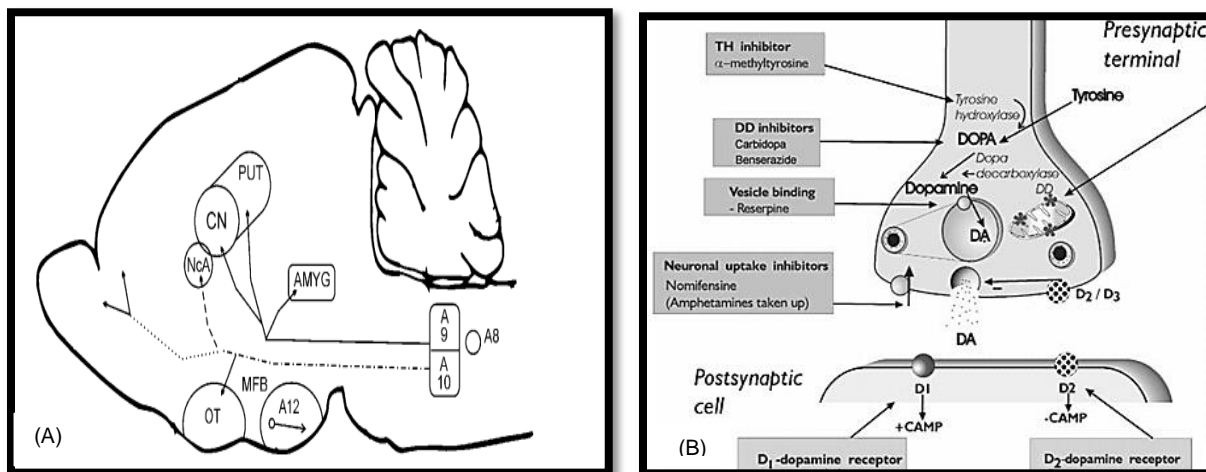 PUT
CN
NcA
AMYG
A
9
A8
A
10
MFB
OT
A12
(A)
TH inhibitor
α-methyltyrosine
Presynaptic
terminal
Tyrosine
hydroxylase
Tyrosine
DOPA
DD inhibitors
Carbidopa
Benserazide
Dopa
decarboxylase
Dopamine
DD
Vesicle binding
- Reserpine
DA
Neuronal uptake inhibitors
Nomifensine
(Amphetamines taken up)
–
D2 / D3
DA
Postsynaptic
cell
D1
D2
+CAMP
-CAMP
(B)
D1-dopamine receptor
D2-dopamine receptor